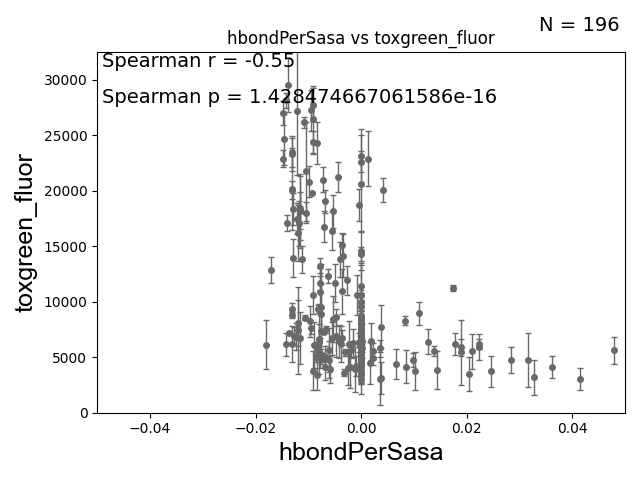 N = 196
hbondPerSasa vs toxgreen_fluor
Spearman r = -0.55
Spearman p = 1.428474667061586e-16
toxgreen_fluor
30000
25000
20000
15000
10000
5000
0
−0.04 −0.02 0.00 0.02 0.04
hbondPerSasa